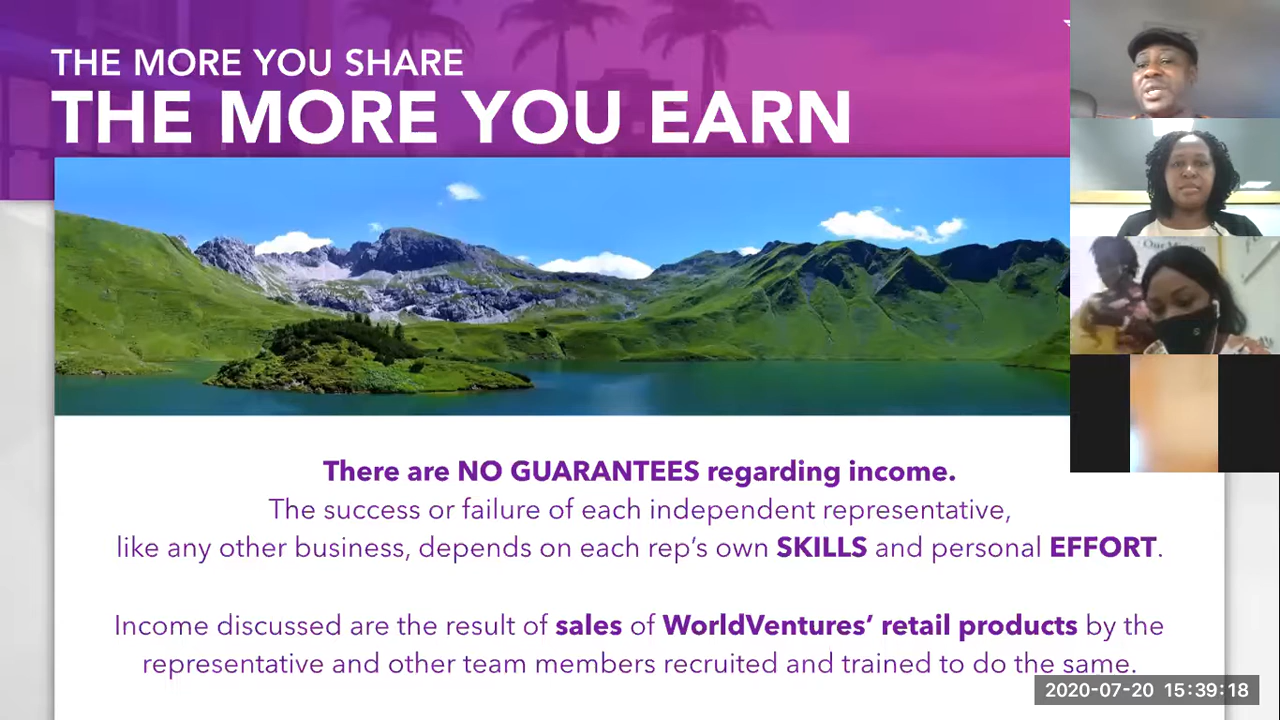 THE MORE YOU SHARE
THE MORE YOU EARN
There are NO GUARANTEES regarding income.
The success or failure of each independent representative,
like any other business, depends on each rep's own SKILLS and personal EFFORT.
Income discussed are the result of sales of WorldVentures' retail products by the
representative and other team members recruited and trained to do the same.
2020-07-20 15:39:18